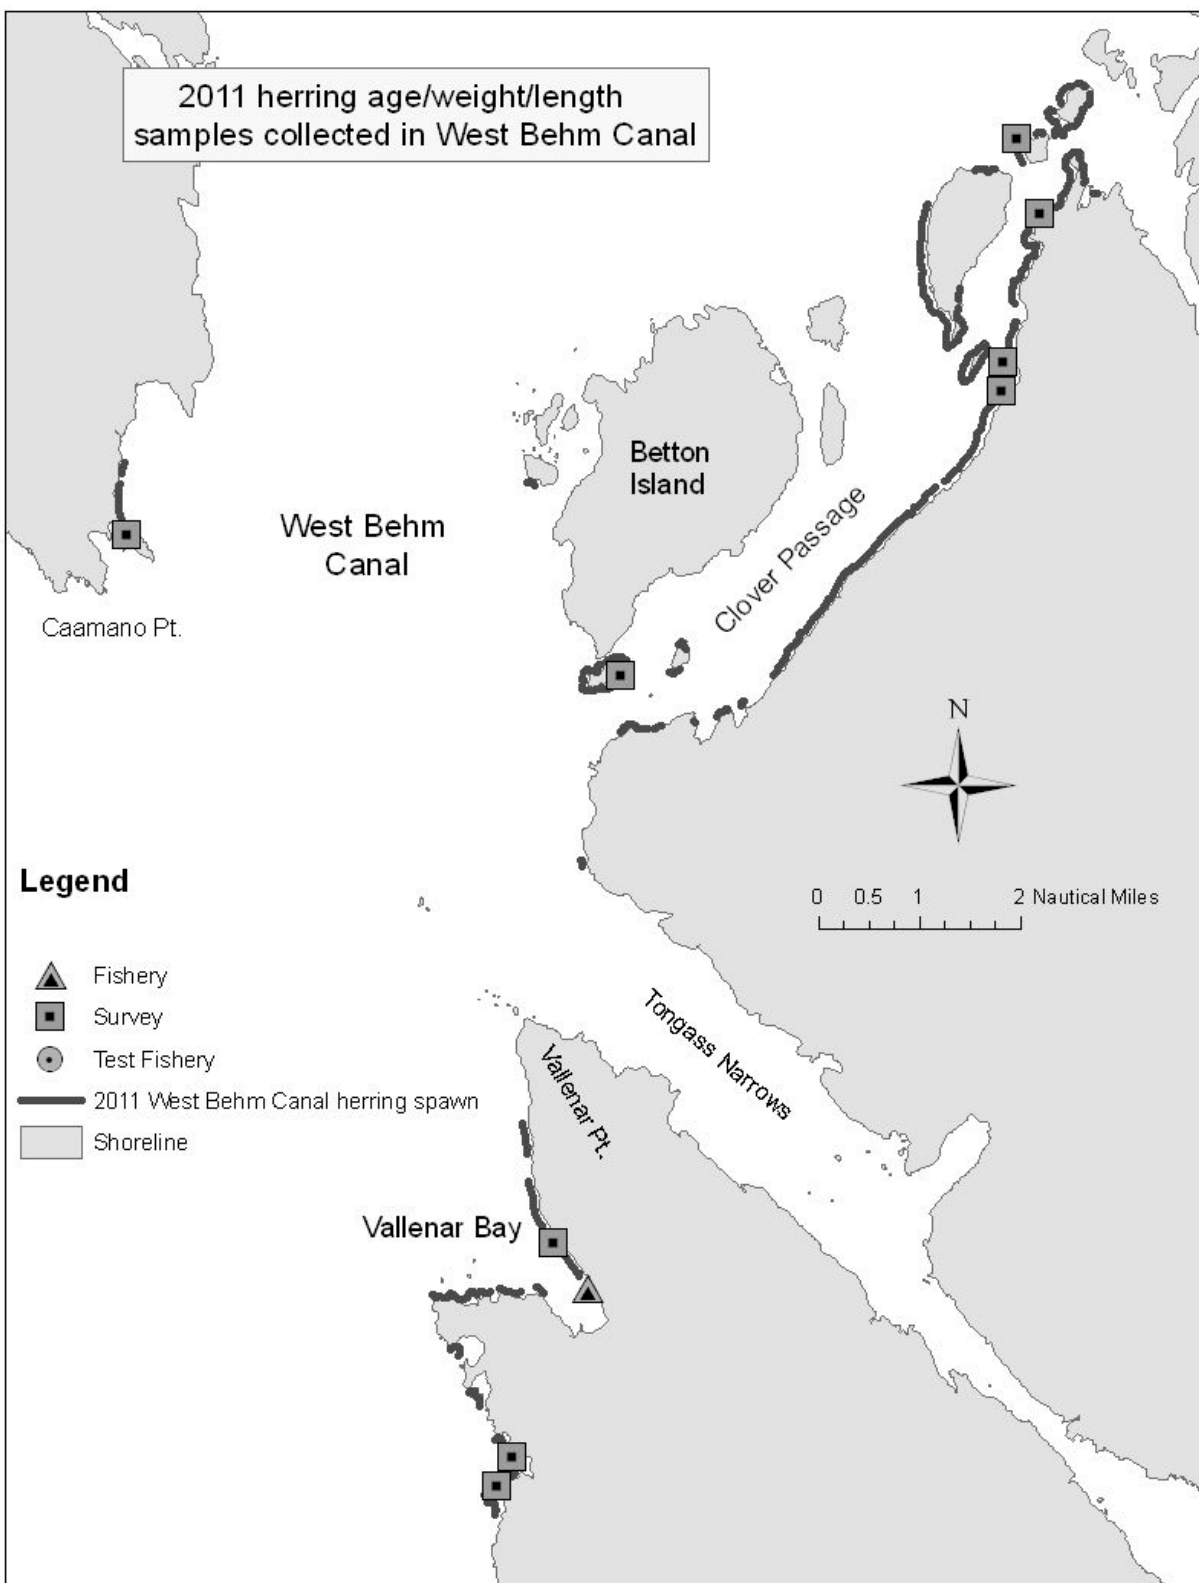 2011 herring age/weight/length
samples collected in West Behm Canal
Betton
Island
West Behm
Canal
Clover Passage
Caamano Pt.
N
Legend
0 0.5 1 2 Nautical Miles
Fishery
Survey
Test Fishery
2011 West Behm Canal herring spawn
Shoreline
Tongass Narrows
Vallenar Pt.
Vallenar Bay